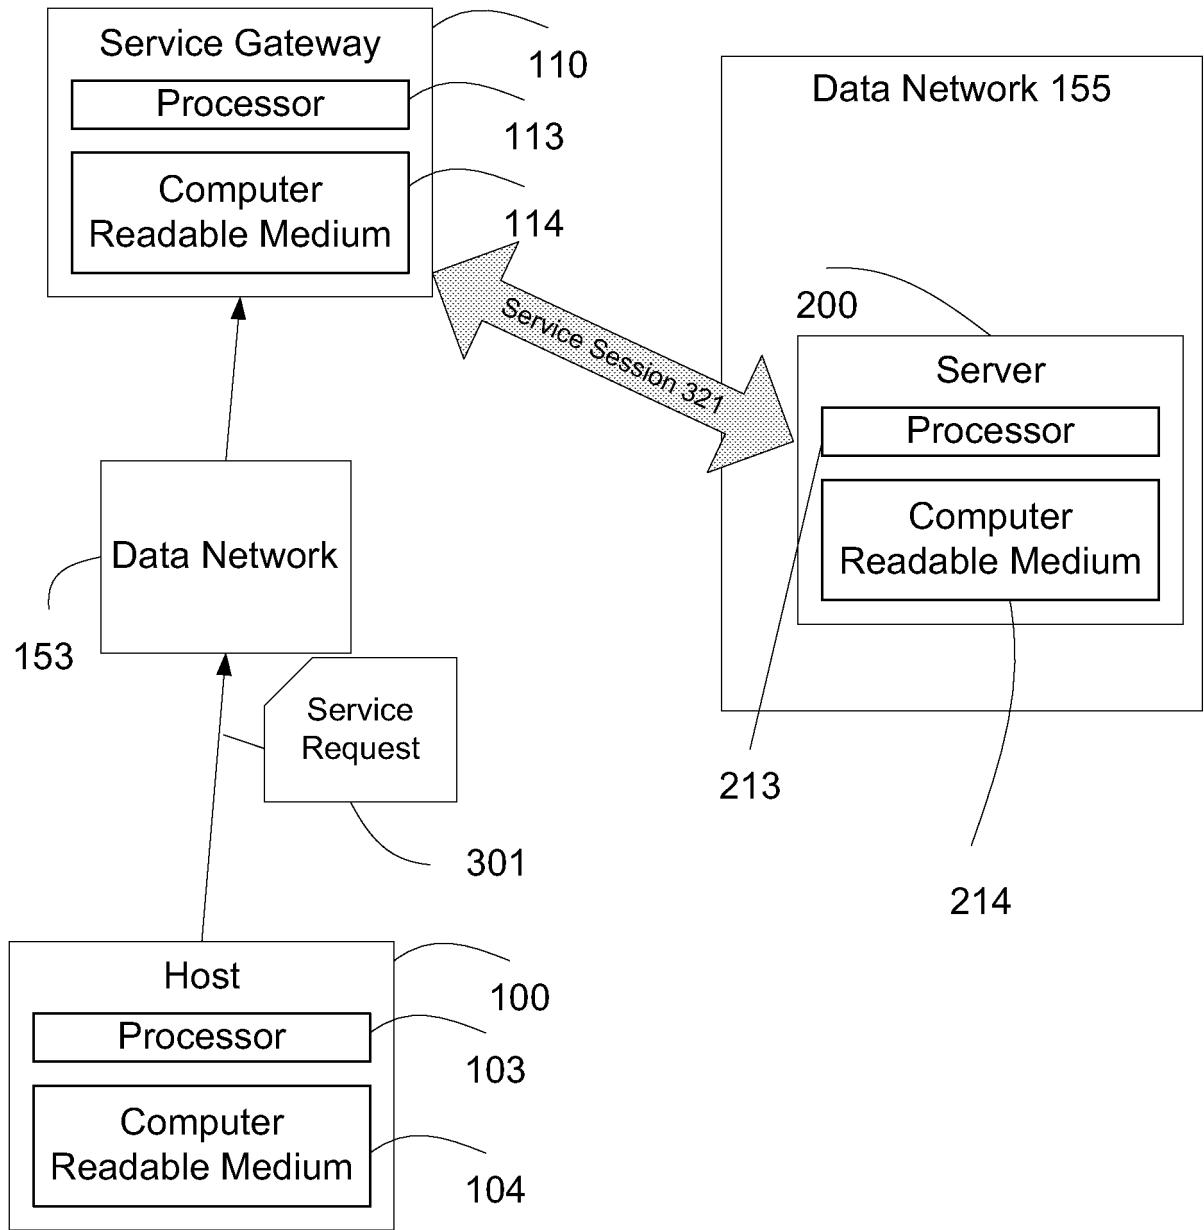 Service Gateway
110
Processor
113
Computer
Readable Medium
114
Data Network 155
Service Session 321
200
Server
Processor
Computer
Readable Medium
213
214
Data Network
153
Service
Request
301
Host
100
Processor
103
Computer
Readable Medium
104